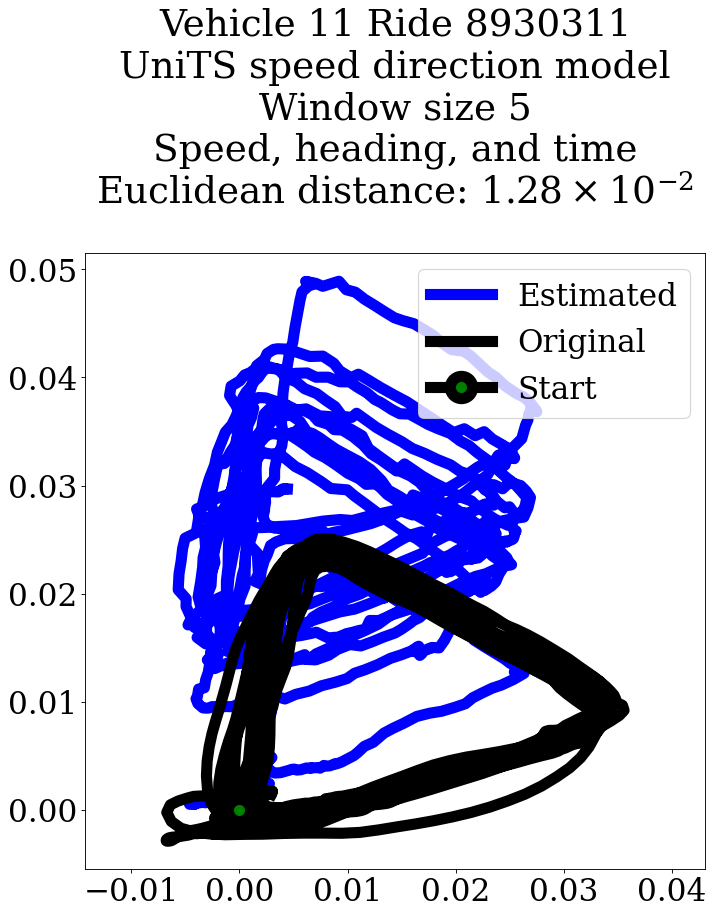 Vehicle 11 Ride 8930311
UniTS speed direction model
Window size 5
Speed, heading, and time
Euclidean distance: 1.28 × 10⁻²
0.05
Estimated
Original
Start
0.04
0.03
0.02
0.01
0.00
−0.01 0.00 0.01 0.02 0.03 0.04